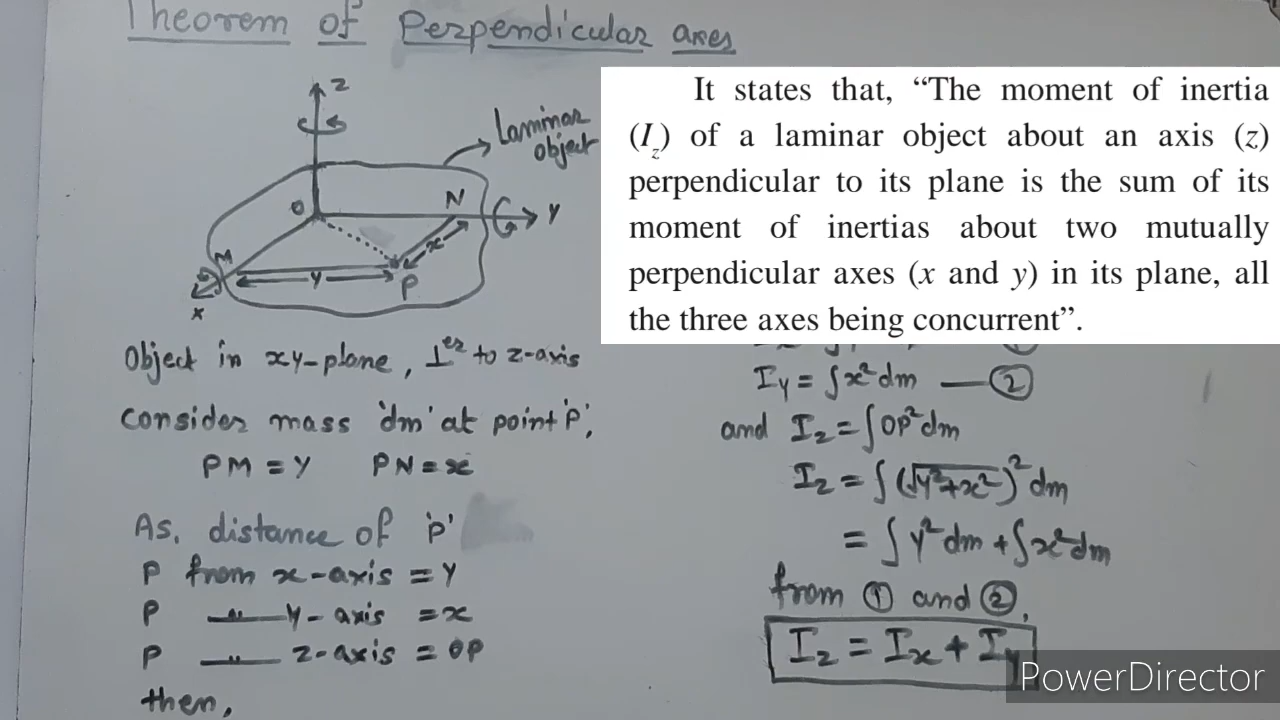 Theorem of Perpendicular axes
Z
Laminar
object
O
N
Y
M
x
y
P
X
It states that, “The moment of inertia
(I_z) of a laminar object about an axis (z)
perpendicular to its plane is the sum of its
moment of inertias about two mutually
perpendicular axes (x and y) in its plane, all
the three axes being concurrent”.
Object in xy-plane, ⊥er to z-axis
Consider mass 'dm' at point 'P',
PM = y PN = x
As, distance of 'P'
P from x-axis = y
P —"— y-axis = x
P —"— z-axis = OP
then,
Iy = ∫x²dm — ②
and Iz = ∫OP²dm
Iz = ∫(√y²+x²)²dm
= ∫y²dm + ∫x²dm
from ① and ②,
Iz = Ix + Iy
PowerDirector